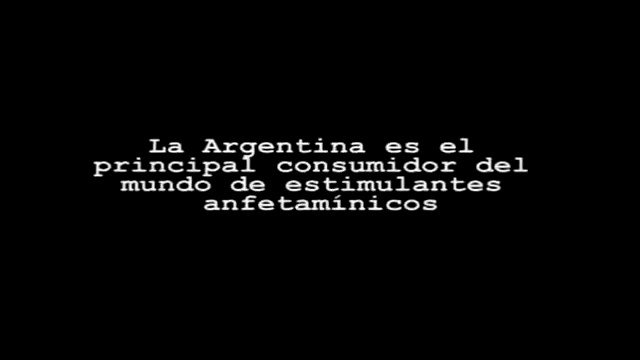 La Argentina es el
principal consumidor del
mundo de estimulantes
anfetamínicos